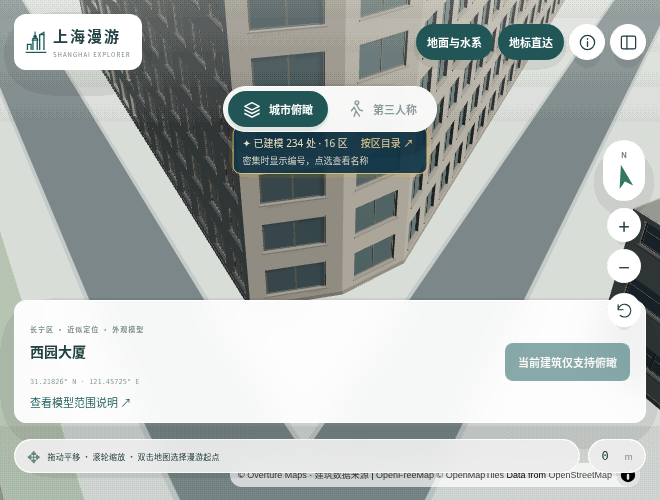 上海漫游
SHANGHAI EXPLORER
地面与水系
地标直达
城市俯瞰
第三人称
✦ 已建模 234 处 · 16 区 按区目录 ↗
密集时显示编号，点选查看名称
N
+
−
长宁区 · 近似定位 · 外观模型
西园大厦
31.21826° N · 121.45725° E
查看模型范围说明 ↗
当前建筑仅支持俯瞰
拖动平移 · 滚轮缩放 · 双击地图选择漫游起点
0 m
© Overture Maps · 建筑数据来源 | OpenFreeMap © OpenMapTiles Data from OpenStreetMap